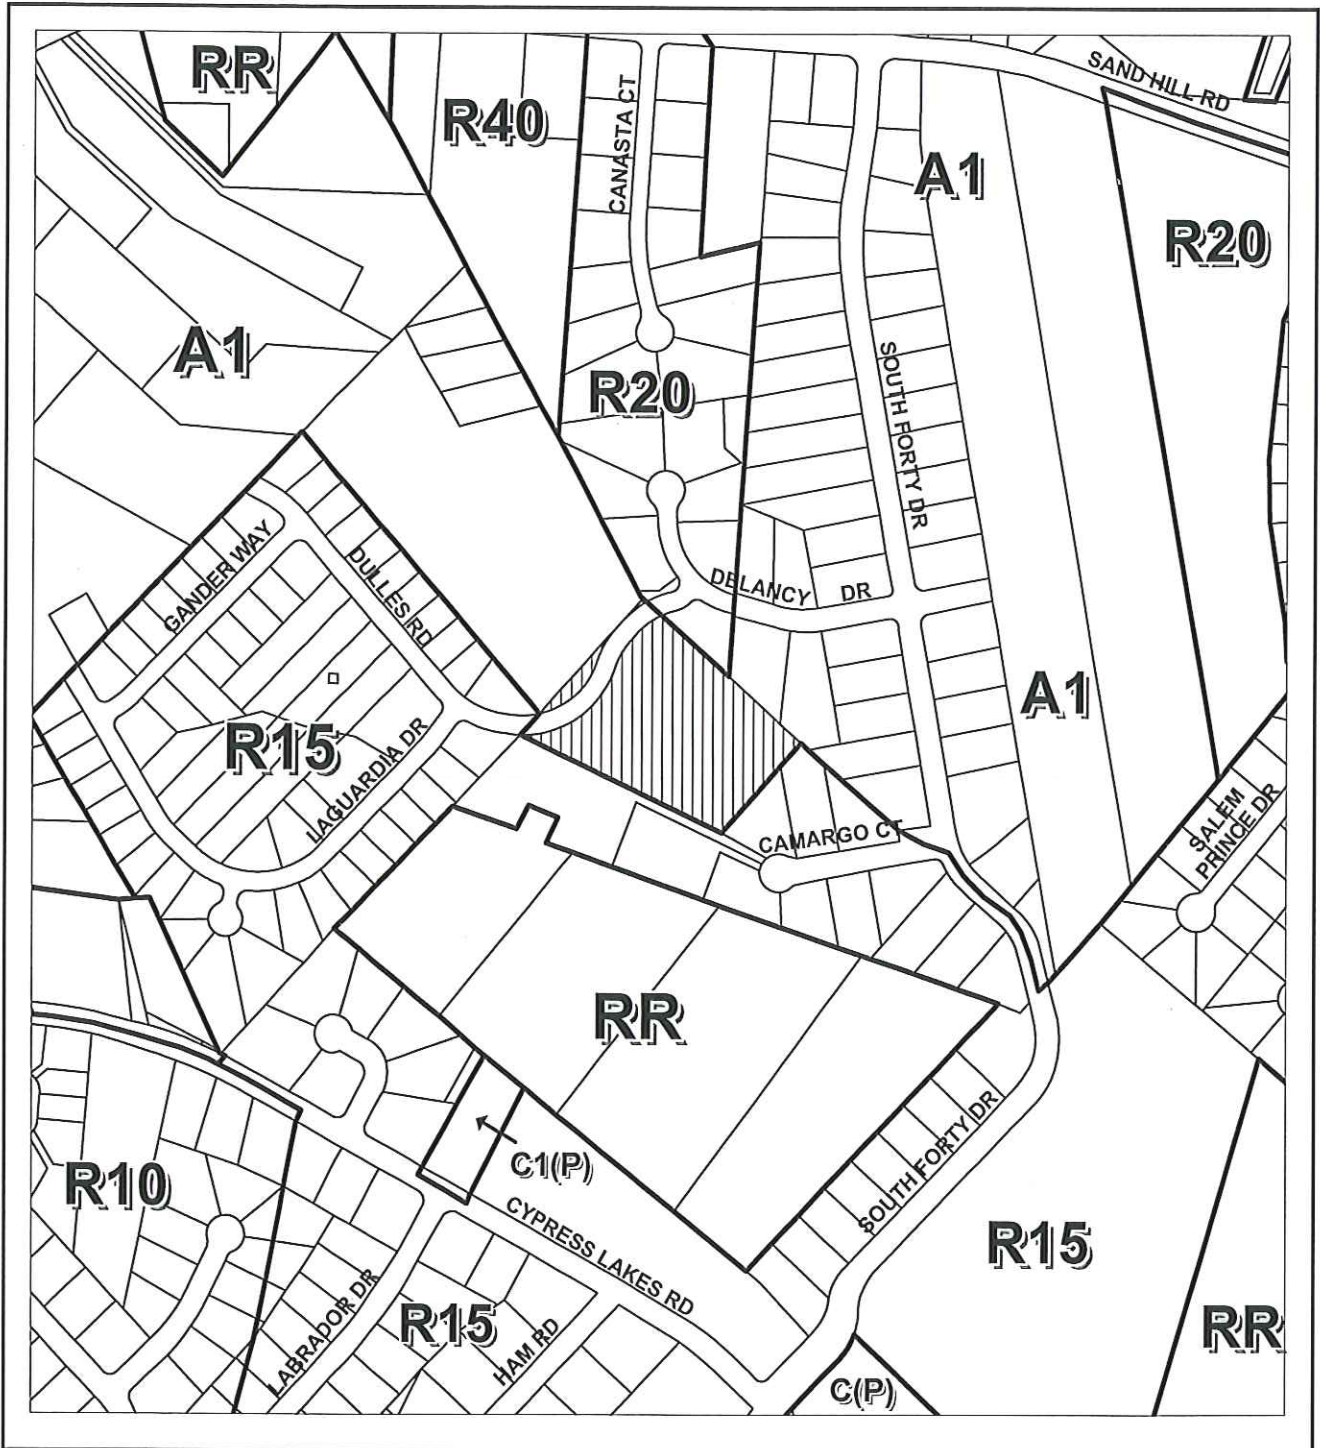 RR
SAND HILL RD
R40
CANASTA CT
A1
R20
A1
R20
SOUTH FORTY DR
GANDER WAY
DULLES RD
DELANCY DR
A1
R15
LAGUARDIA DR
SALEM
PRINCE DR
CAMARGO CT
RR
SOUTH FORTY DR
C1(P)
R10
CYPRESS LAKES RD
R15
LABRADOR DR
R15
HAM RD
RR
C(P)